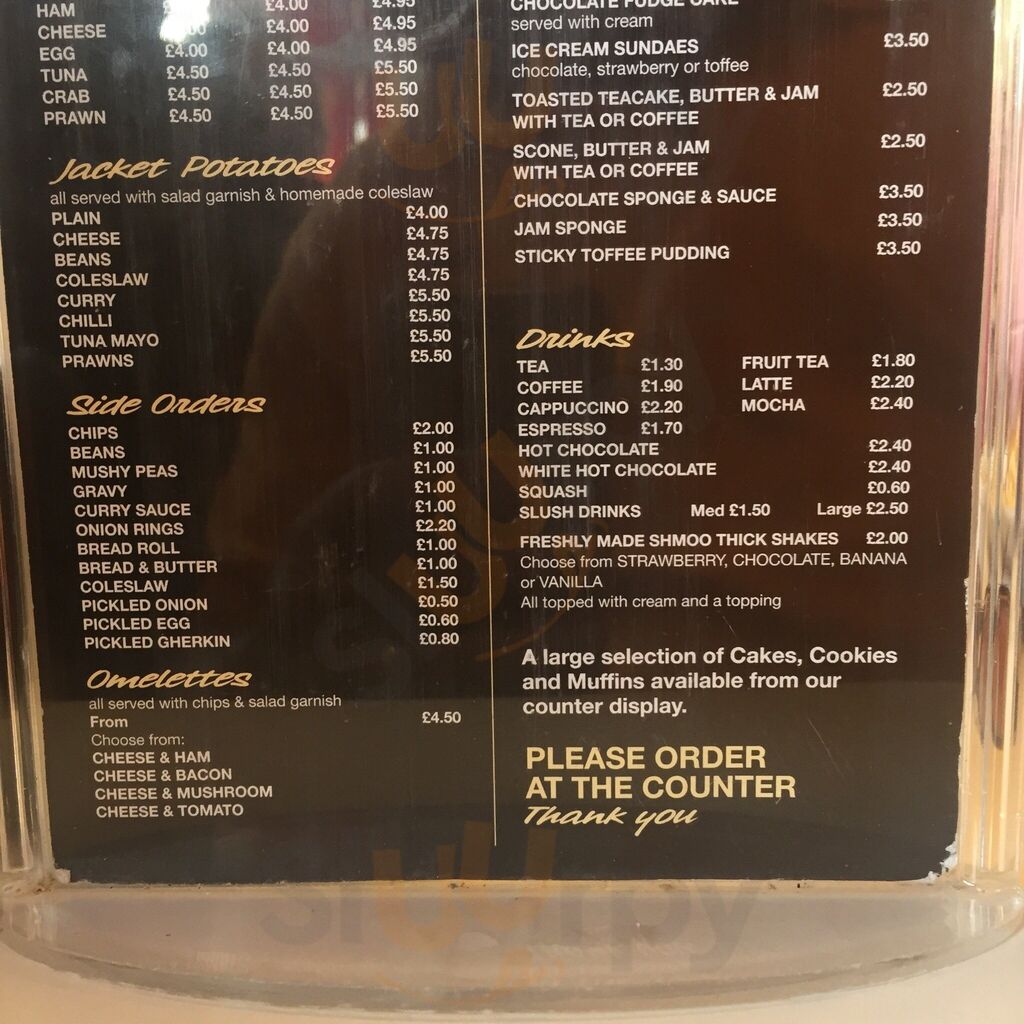 HAM £4.00 £4.95
CHEESE £4.00 £4.95
EGG £4.00 £4.00 £4.95
TUNA £4.50 £4.50 £5.50
CRAB £4.50 £4.50 £5.50
PRAWN £4.50 £4.50 £5.50
Jacket Potatoes
all served with salad garnish & homemade coleslaw
PLAIN £4.00
CHEESE £4.75
BEANS £4.75
COLESLAW £4.75
CURRY £5.50
CHILLI £5.50
TUNA MAYO £5.50
PRAWNS £5.50
Side Orders
CHIPS £2.00
BEANS £1.00
MUSHY PEAS £1.00
GRAVY £1.00
CURRY SAUCE £1.00
ONION RINGS £2.20
BREAD ROLL £1.00
BREAD & BUTTER £1.00
COLESLAW £1.50
PICKLED ONION £0.50
PICKLED EGG £0.60
PICKLED GHERKIN £0.80
Omelettes
all served with chips & salad garnish
From £4.50
Choose from:
CHEESE & HAM
CHEESE & BACON
CHEESE & MUSHROOM
CHEESE & TOMATO
CHOCOLATE FUDGE CAKE
served with cream
ICE CREAM SUNDAES £3.50
chocolate, strawberry or toffee
TOASTED TEACAKE, BUTTER & JAM £2.50
WITH TEA OR COFFEE
SCONE, BUTTER & JAM £2.50
WITH TEA OR COFFEE
CHOCOLATE SPONGE & SAUCE £3.50
JAM SPONGE £3.50
STICKY TOFFEE PUDDING £3.50
Drinks
TEA £1.30 FRUIT TEA £1.80
COFFEE £1.90 LATTE £2.20
CAPPUCCINO £2.20 MOCHA £2.40
ESPRESSO £1.70
HOT CHOCOLATE £2.40
WHITE HOT CHOCOLATE £2.40
SQUASH £0.60
SLUSH DRINKS Med £1.50 Large £2.50
FRESHLY MADE SHMOO THICK SHAKES £2.00
Choose from STRAWBERRY, CHOCOLATE, BANANA
or VANILLA
All topped with cream and a topping
A large selection of Cakes, Cookies
and Muffins available from our
counter display.
PLEASE ORDER
AT THE COUNTER
Thank you
sluurpy